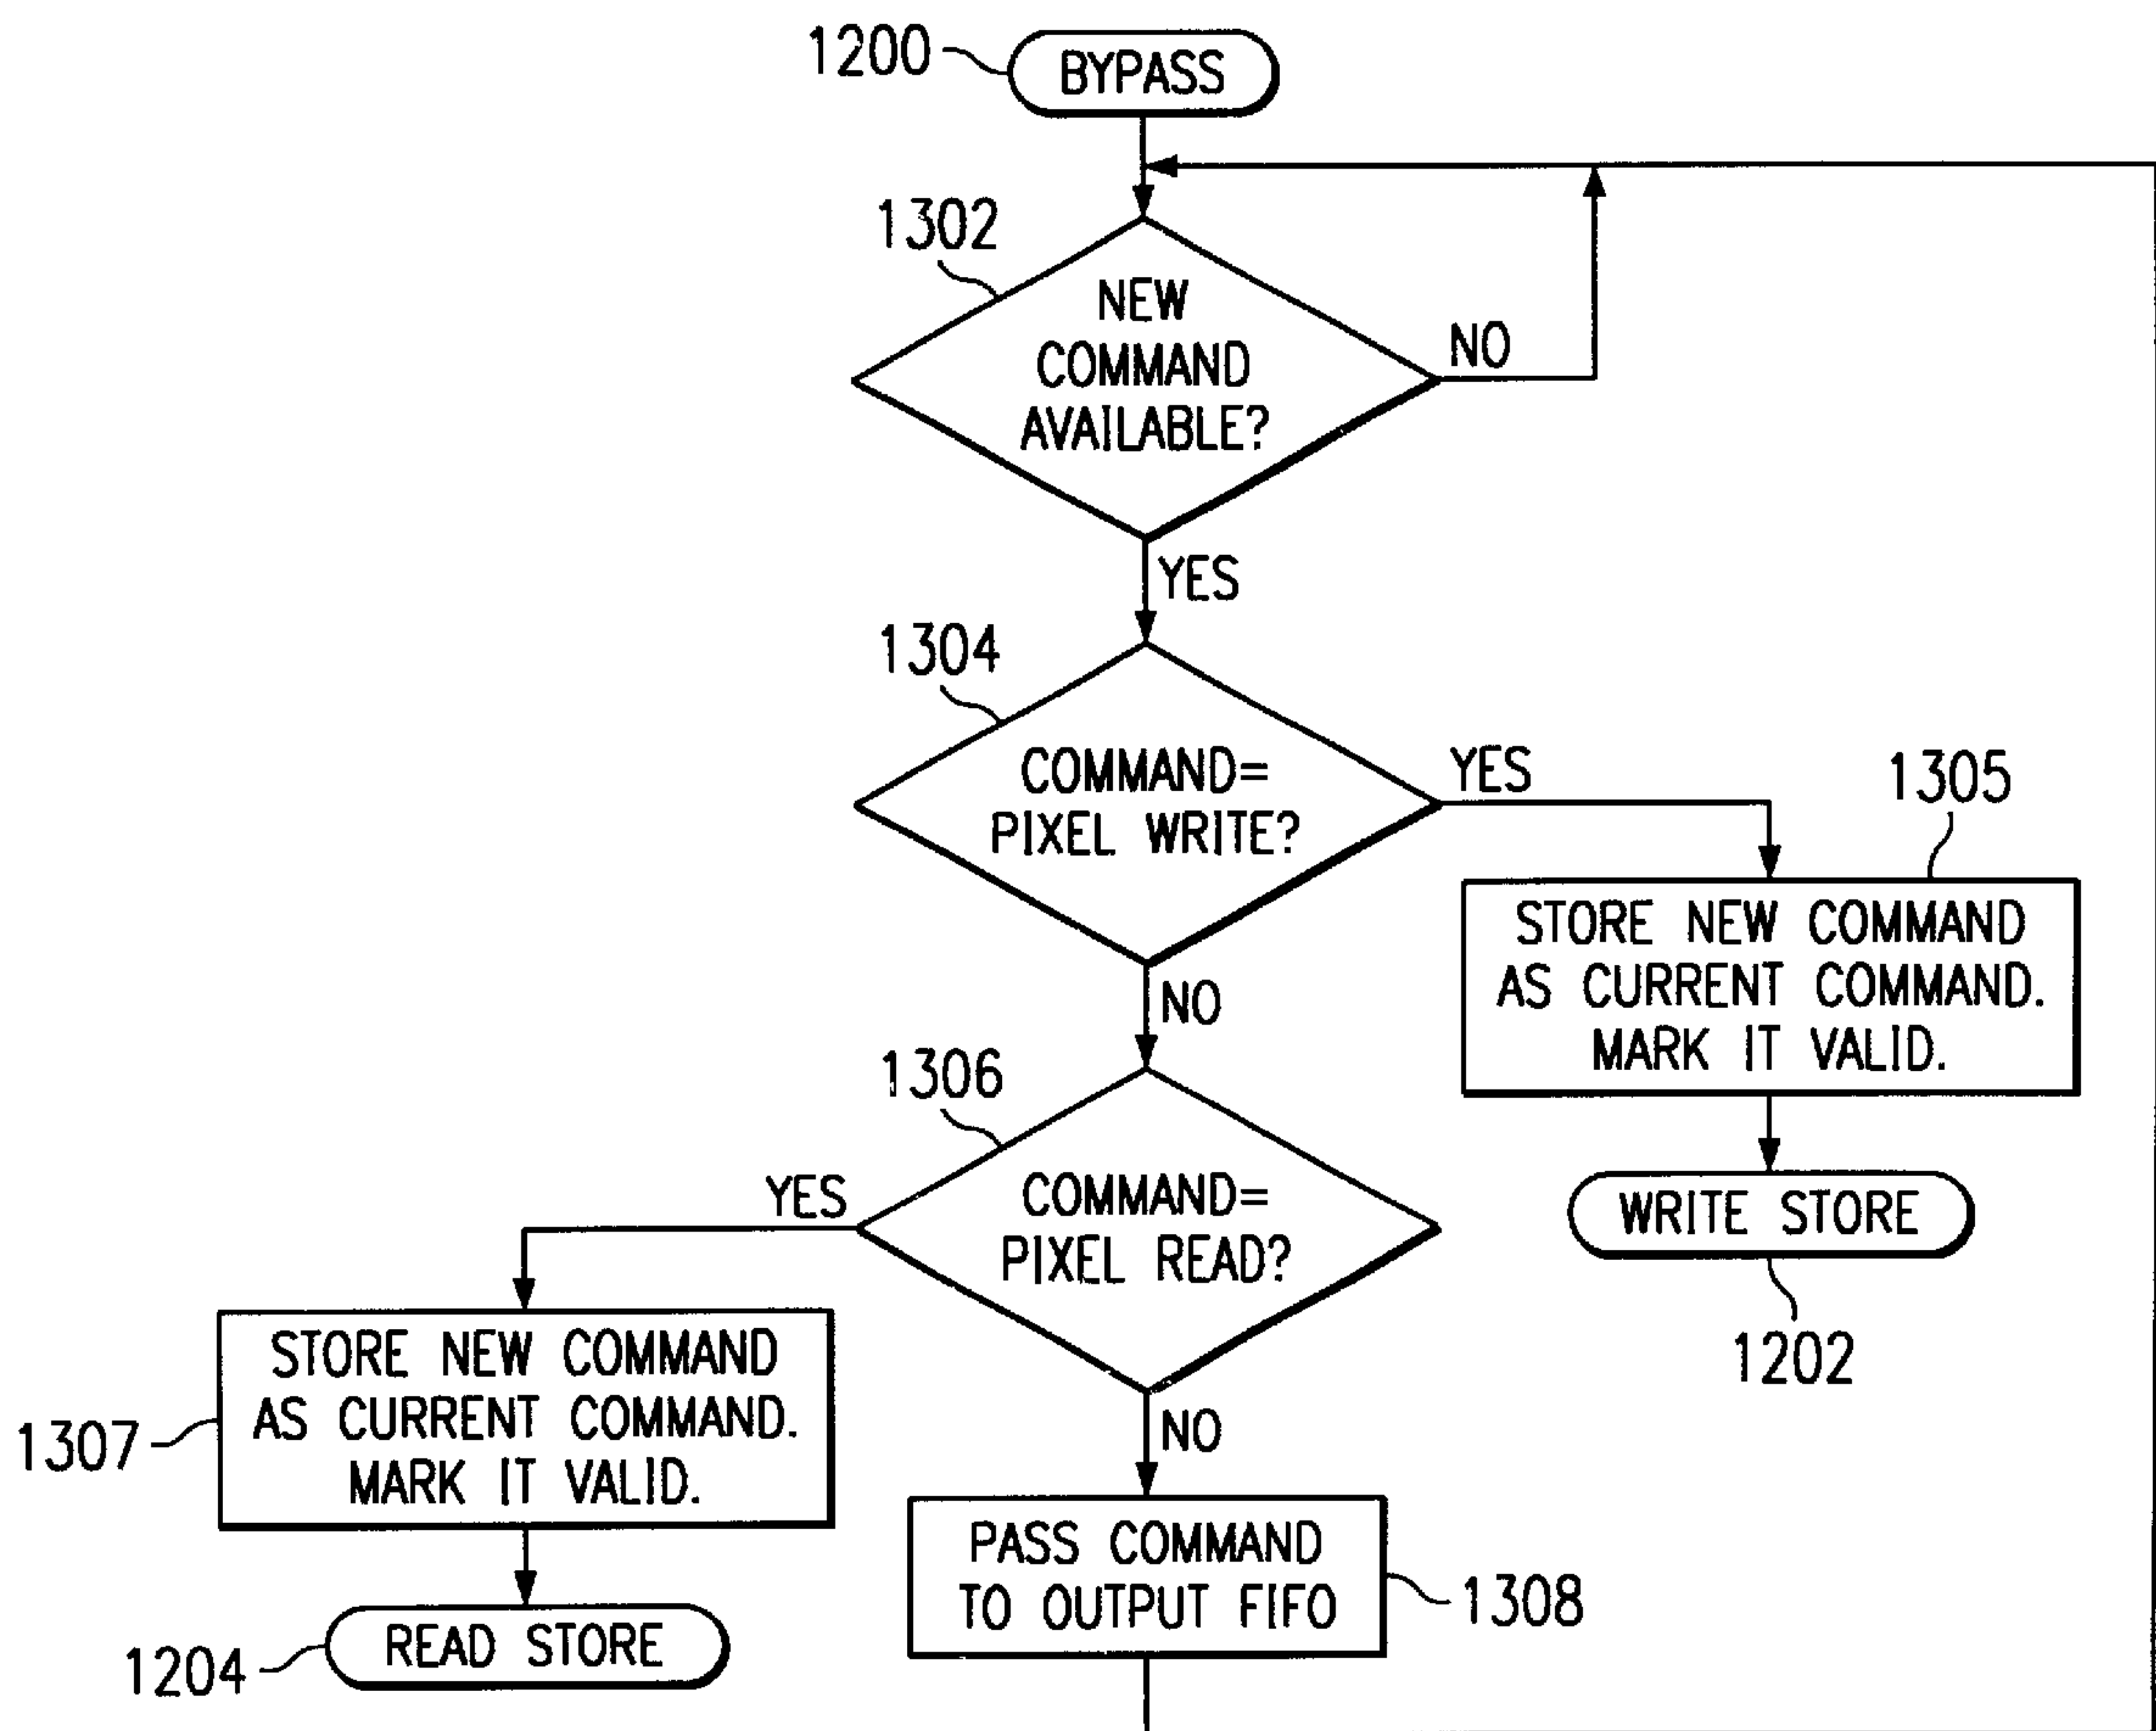 1200
BYPASS
1302
NEW
COMMAND
AVAILABLE?
NO
YES
1304
COMMAND=
PIXEL WRITE?
YES
1305
STORE NEW COMMAND
AS CURRENT COMMAND.
MARK IT VALID.
NO
WRITE STORE
1202
1306
COMMAND=
PIXEL READ?
YES
1307
STORE NEW COMMAND
AS CURRENT COMMAND.
MARK IT VALID.
NO
PASS COMMAND
TO OUTPUT FIFO
1308
1204
READ STORE